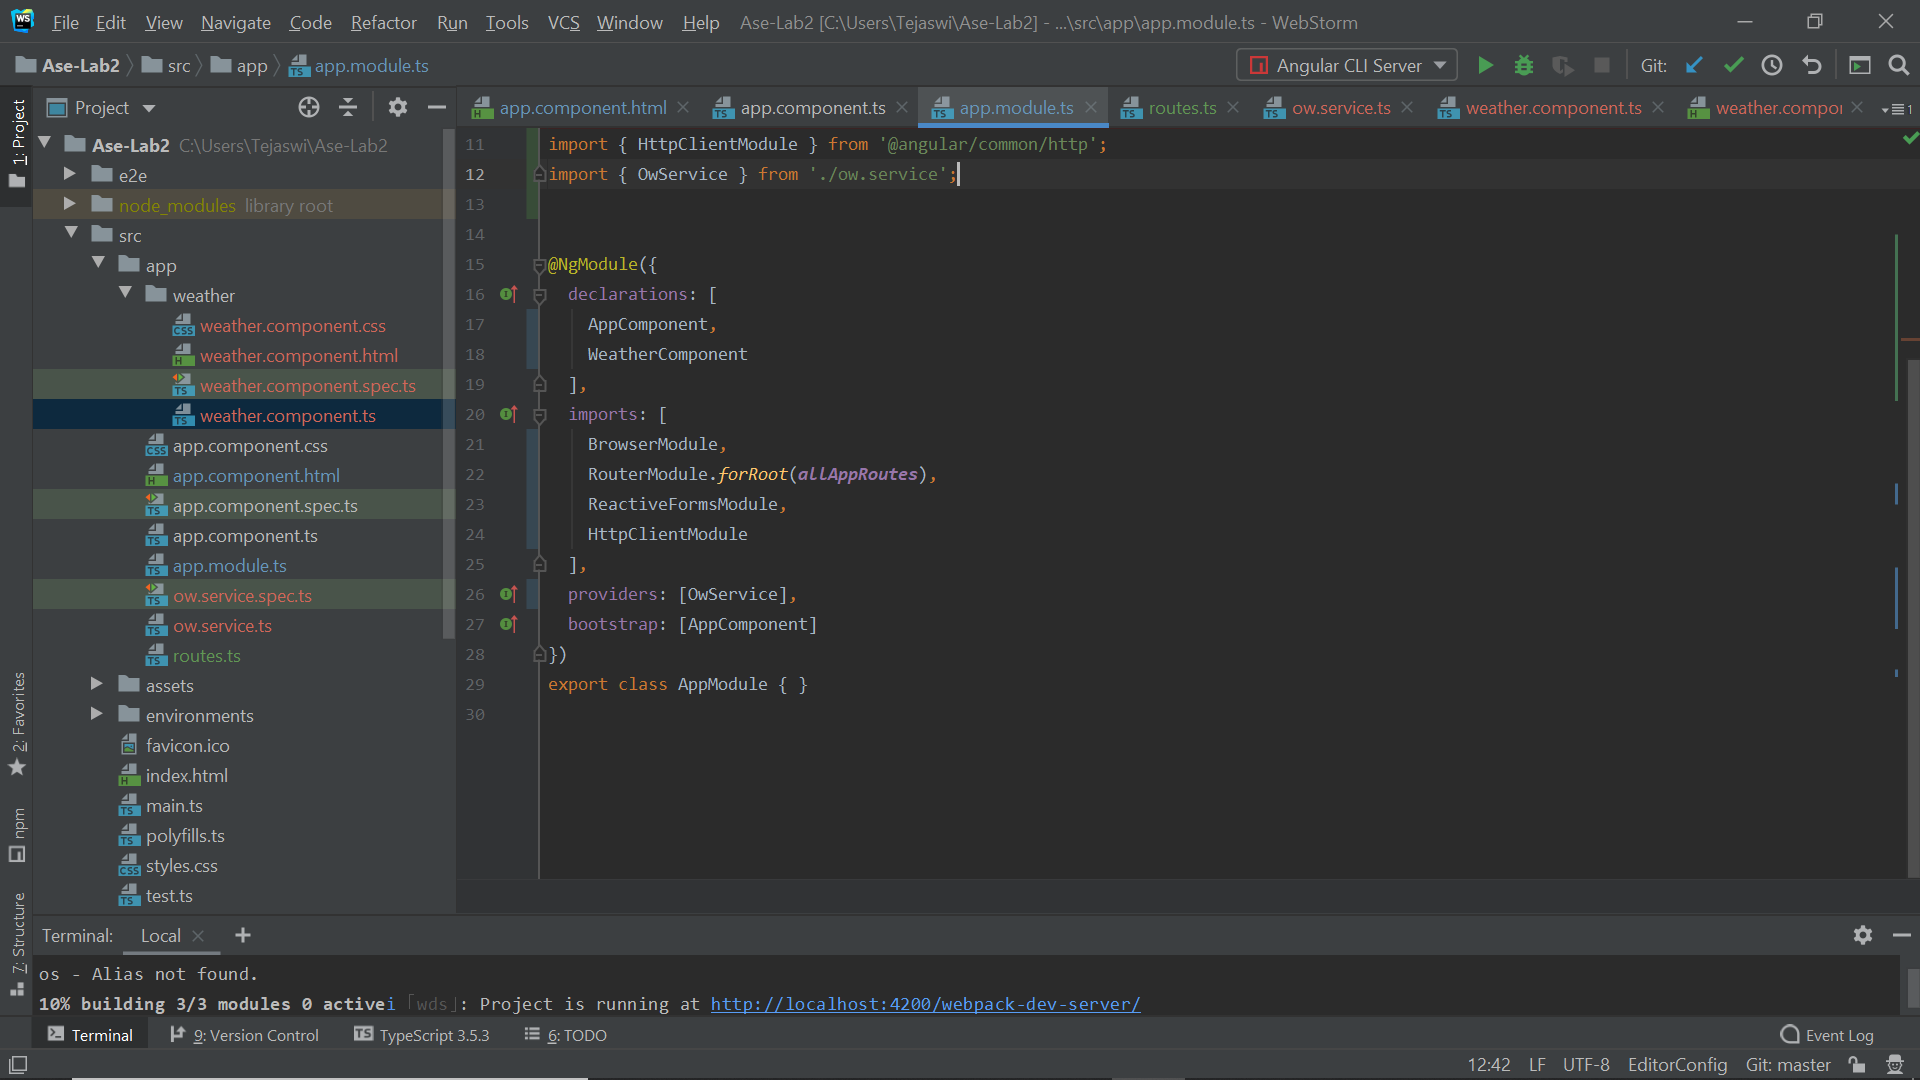 WS File Edit View Navigate Code Refactor Run Tools VCS Window Help Ase-Lab2 [C:\Users\Tejaswi\Ase-Lab2] - ...\src\app\app.module.ts - WebStorm
Ase-Lab2 src app app.module.ts Angular CLI Server Git:
1: Project
Project
app.component.html app.component.ts app.module.ts routes.ts ow.service.ts weather.component.ts weather.compoi 1
Ase-Lab2 C:\Users\Tejaswi\Ase-Lab2
e2e
node_modules library root
src
app
weather
weather.component.css
weather.component.html
weather.component.spec.ts
weather.component.ts
app.component.css
app.component.html
app.component.spec.ts
app.component.ts
app.module.ts
ow.service.spec.ts
ow.service.ts
routes.ts
assets
environments
favicon.ico
index.html
main.ts
polyfills.ts
styles.css
test.ts
11 import { HttpClientModule } from '@angular/common/http';
12 import { OwService } from './ow.service';
13
14
15 @NgModule({
16 declarations: [
17 AppComponent,
18 WeatherComponent
19 ],
20 imports: [
21 BrowserModule,
22 RouterModule.forRoot(allAppRoutes),
23 ReactiveFormsModule,
24 HttpClientModule
25 ],
26 providers: [OwService],
27 bootstrap: [AppComponent]
28 })
29 export class AppModule { }
30
2: Favorites
npm
7: Structure
Terminal: Local +
os - Alias not found.
10% building 3/3 modules 0 activei ｢wds｣: Project is running at http://localhost:4200/webpack-dev-server/
Terminal 9: Version Control TS TypeScript 3.5.3 6: TODO Event Log
12:42 LF UTF-8 EditorConfig Git: master